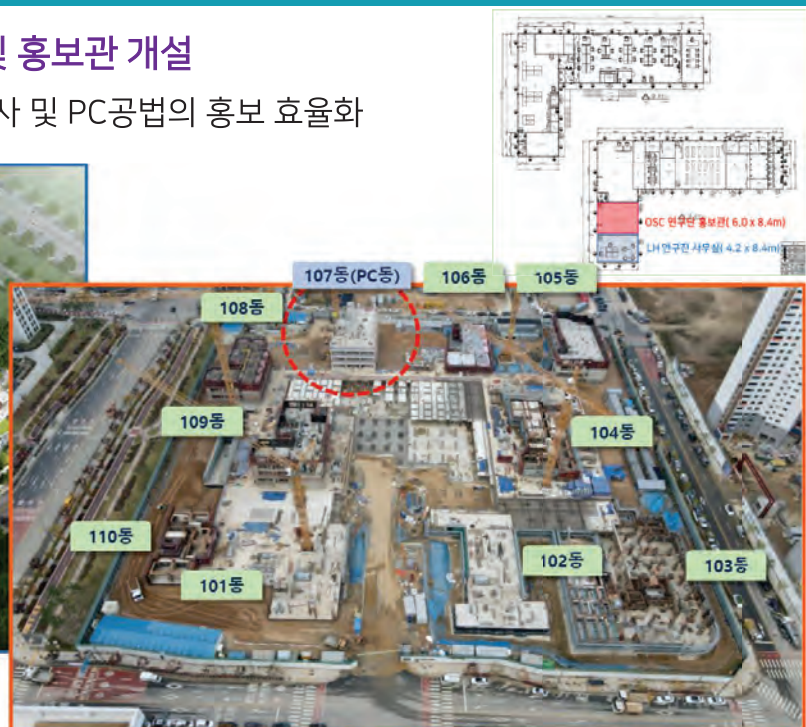 및 홍보관 개설
사 및 PC공법의 홍보 효율화
OSC 연구단 홍보관( 6.0 x 8.4m)
LH 연구진 사무실( 4.2 x 8.4m)
107동(PC동)
106동
105동
108동
109동
104동
110동
101동
102동
103동